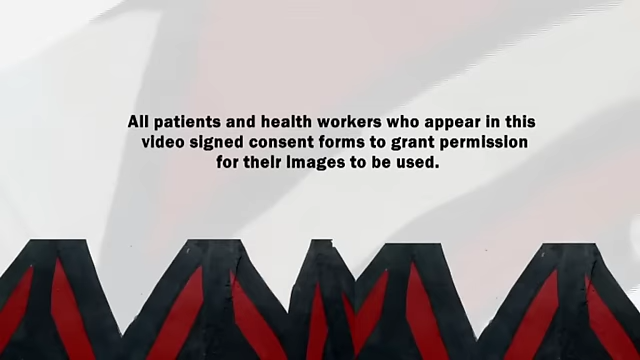 All patients and health workers who appear in this
video signed consent forms to grant permission
for their images to be used.